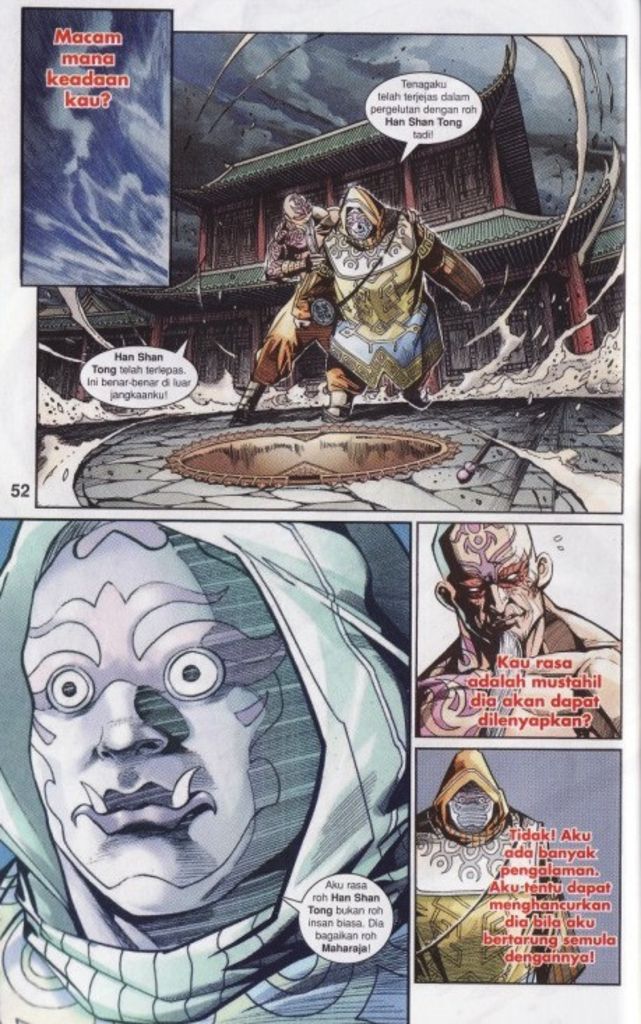 Macam
mana
keadaan
kau?
Tenagaku
telah terjejas dalam
pergelutan dengan roh
Han Shan Tong
tadi!
Han Shan
Tong telah terlepas.
Ini benar-benar di luar
jangkaanku!
52
Aku rasa
roh Han Shan
Tong bukan roh
insan biasa. Dia
bagaikan roh
Maharaja!
Kau rasa
adalah mustahil
dia akan dapat
dilenyapkan?
Tidak! Aku
ada banyak
pengalaman.
Aku tentu dapat
menghancurkan
dia bila aku
bertarung semula
dengannya!